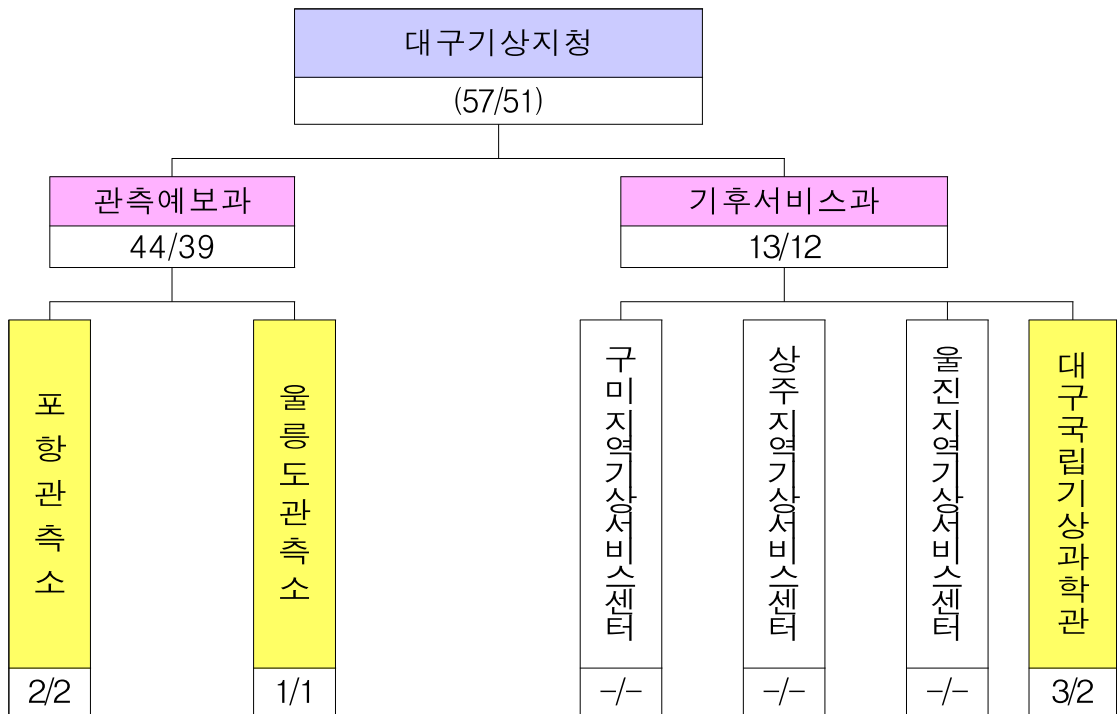 대구기상지청
(57/51)
관측예보과
44/39
기후서비스과
13/12
포항관측소
2/2
울릉도관측소
1/1
구미지역기상서비스센터
-/-
상주지역기상서비스센터
-/-
울진지역기상서비스센터
-/-
대구국립기상과학관
3/2